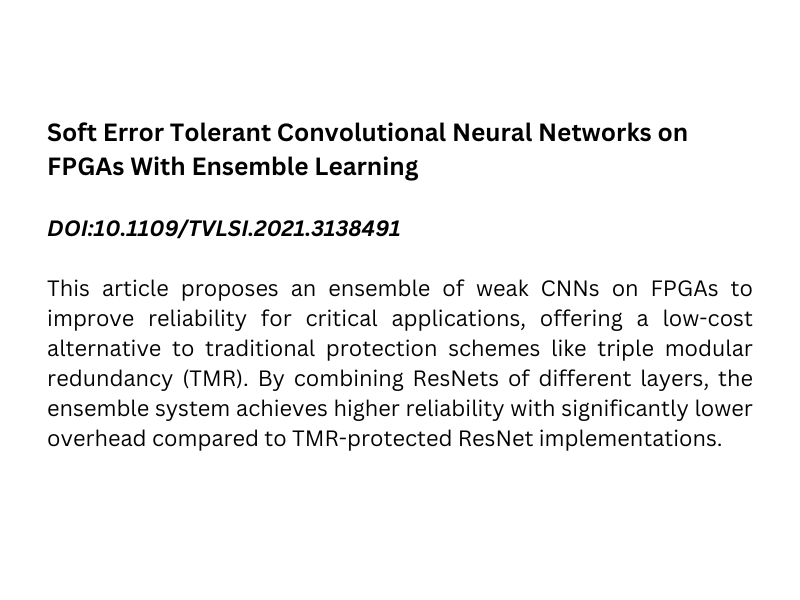 Soft Error Tolerant Convolutional Neural Networks on
FPGAs With Ensemble Learning
DOI:10.1109/TVLSI.2021.3138491
This article proposes an ensemble of weak CNNs on FPGAs to
improve reliability for critical applications, offering a low-cost
alternative to traditional protection schemes like triple modular
redundancy (TMR). By combining ResNets of different layers, the
ensemble system achieves higher reliability with significantly lower
overhead compared to TMR-protected ResNet implementations.